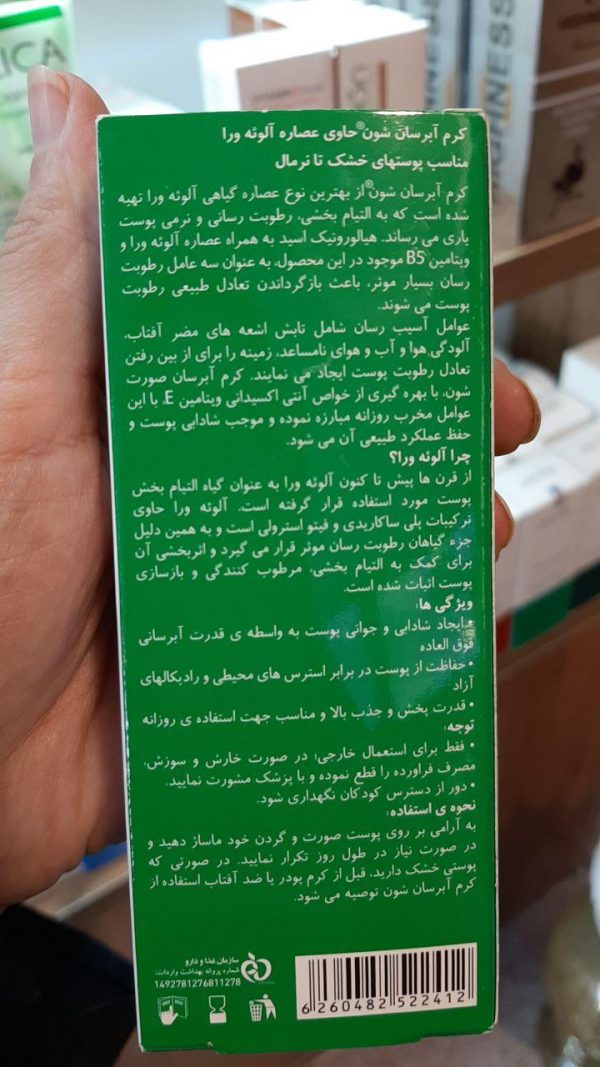 LICA
کرم آبرسان شون® حاوی عصاره آلوئه ورا
مناسب پوستهای خشک تا نرمال
کرم آبرسان شون® از بهترین نوع عصاره گیاهی آلوئه ورا تهیه
شده است که به التیام بخشی، رطوبت رسانی و نرمی پوست
یاری می رساند. هیالورونیک اسید به همراه عصاره آلوئه ورا و
ویتامین B5 موجود در این محصول، به عنوان سه عامل رطوبت
رسان بسیار موثر، باعث بازگرداندن تعادل طبیعی رطوبت
پوست می شوند.
عوامل آسیب رسان شامل تابش اشعه های مضر آفتاب،
آلودگی هوا و آب و هوای نامساعد، زمینه را برای از بین رفتن
تعادل رطوبت پوست ایجاد می نمایند. کرم آبرسان صورت
شون، با بهره گیری از خواص آنتی اکسیدانی ویتامین E، با این
عوامل مخرب روزانه مبارزه نموده و موجب شادابی پوست و
حفظ عملکرد طبیعی آن می شود.
چرا آلوئه ورا؟
از قرن ها پیش تا کنون آلوئه ورا به عنوان گیاه التیام بخش
پوست مورد استفاده قرار گرفته است. آلوئه ورا حاوی
ترکیبات پلی ساکاریدی و فیتو استرولی است و به همین دلیل
جزء گیاهان رطوبت رسان موثر قرار می گیرد و اثربخشی آن
برای کمک به التیام بخشی، مرطوب کنندگی و بازسازی
پوست اثبات شده است.
ویژگی ها:
•ایجاد شادابی و جوانی پوست به واسطه ی قدرت آبرسانی
فوق العاده
•حفاظت از پوست در برابر استرس های محیطی و رادیکالهای
آزاد
•قدرت پخش و جذب بالا و مناسب جهت استفاده ی روزانه
توجه:
• فقط برای استعمال خارجی؛ در صورت خارش و سوزش،
مصرف فراورده را قطع نموده و با پزشک مشورت نمایید.
• دور از دسترس کودکان نگهداری شود.
نحوه ی استفاده:
به آرامی بر روی پوست صورت و گردن خود ماساژ دهید و
در صورت نیاز در طول روز تکرار نمایید. در صورتی که
پوستی خشک دارید، قبل از کرم پودر یا ضد آفتاب استفاده از
کرم آبرسان شون توصیه می شود.
سازمان غذا و دارو
شماره پروانه بهداشت واردات:
1492781276811278
6 260482 522412